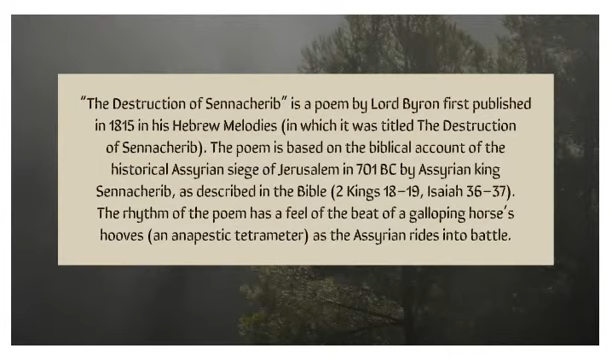 "The Destruction of Sennacherib" is a poem by Lord Byron first published
in 1815 in his Hebrew Melodies (in which it was titled The Destruction
of Sennacherib). The poem is based on the biblical account of the
historical Assyrian siege of Jerusalem in 701 BC by Assyrian king
Sennacherib, as described in the Bible (2 Kings 18–19, Isaiah 36–37).
The rhythm of the poem has a feel of the beat of a galloping horse's
hooves (an anapestic tetrameter) as the Assyrian rides into battle.